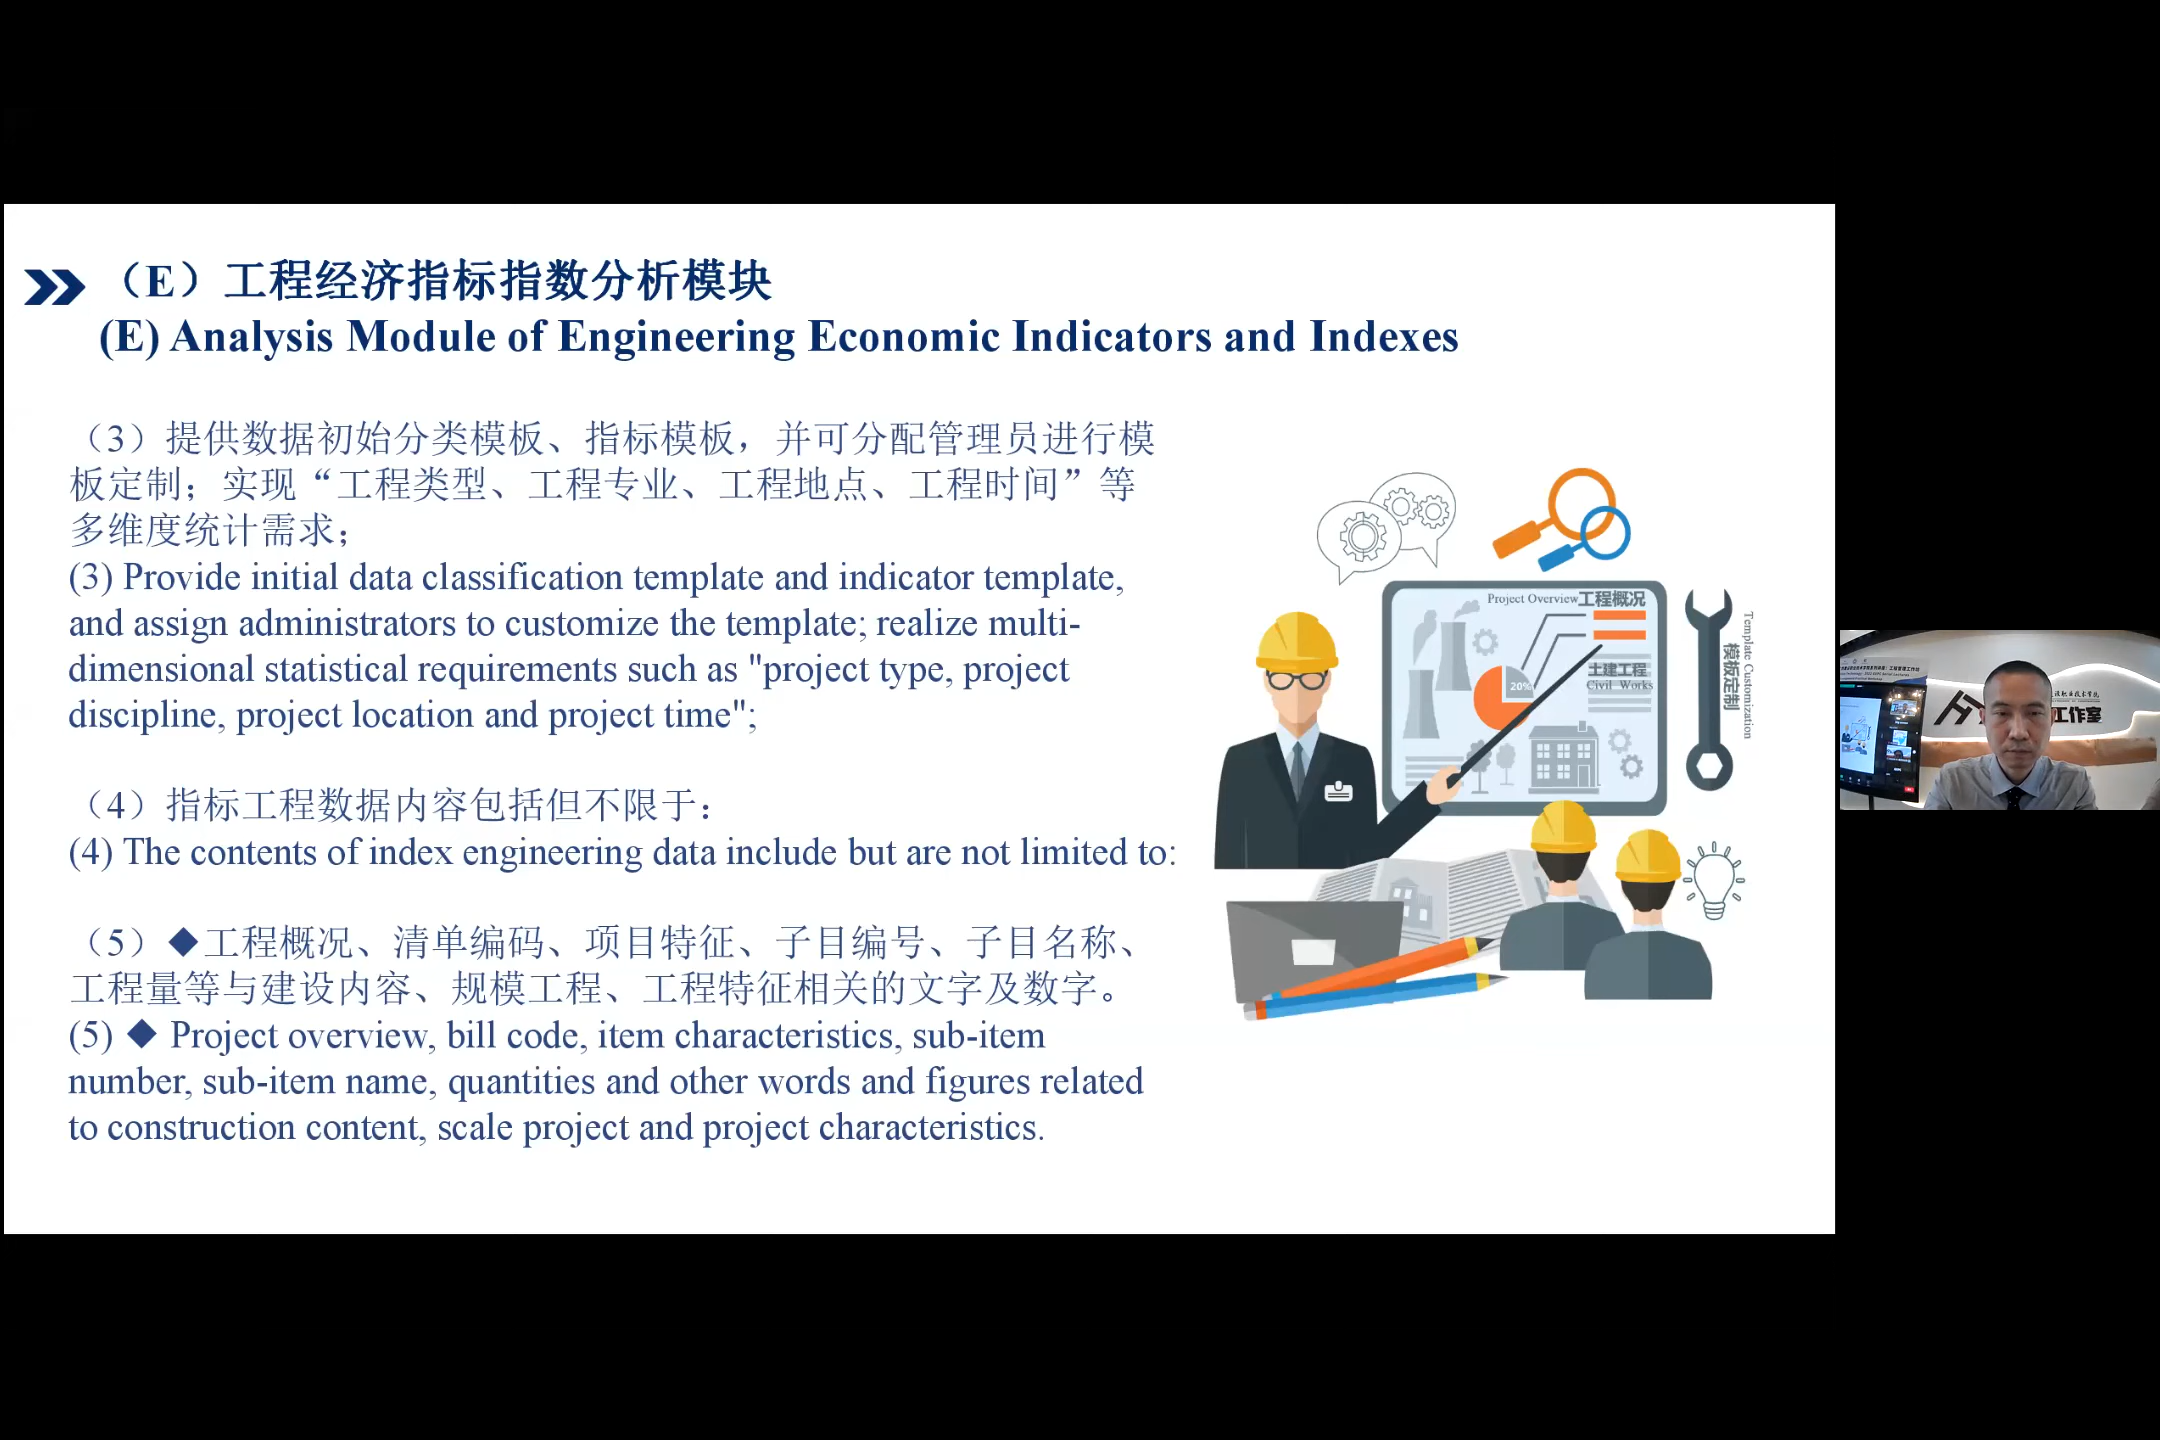 （E）工程经济指标指数分析模块
(E) Analysis Module of Engineering Economic Indicators and Indexes
（3）提供数据初始分类模板、指标模板，并可分配管理员进行模
板定制；实现“工程类型、工程专业、工程地点、工程时间”等
多维度统计需求；
(3) Provide initial data classification template and indicator template,
and assign administrators to customize the template; realize multi-
dimensional statistical requirements such as "project type, project
discipline, project location and project time";
（4）指标工程数据内容包括但不限于：
(4) The contents of index engineering data include but are not limited to:
（5）◆工程概况、清单编码、项目特征、子目编号、子目名称、
工程量等与建设内容、规模工程、工程特征相关的文字及数字。
(5) ◆ Project overview, bill code, item characteristics, sub-item
number, sub-item name, quantities and other words and figures related
to construction content, scale project and project characteristics.
Project Overview工程概况
20%
土建工程
Civil Works
Template Customization
模板定制
工作室